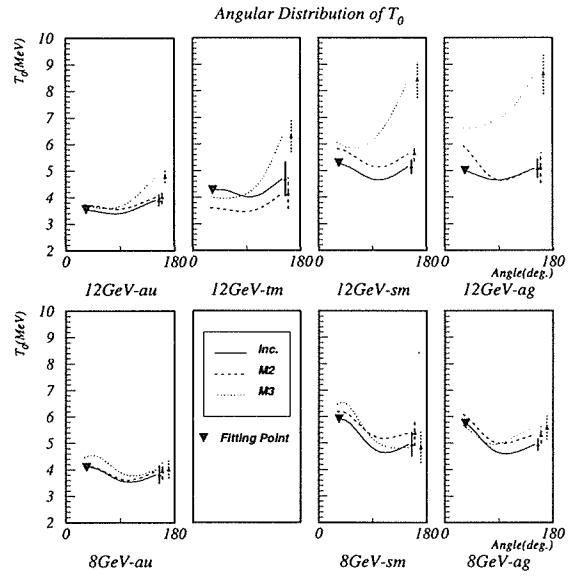 Angular Distribution of T0
T0(MeV)
10
9
8
7
6
5
4
3
2
0 180 0 180 0 180 0 Angle(deg.) 180
12GeV-au 12GeV-tm 12GeV-sm 12GeV-ag
T0(MeV)
10
9
8
7
6
5
4
3
2
Inc.
M2
M3
Fitting Point
0 180 0 180 0 Angle(deg.) 180
8GeV-au 8GeV-sm 8GeV-ag